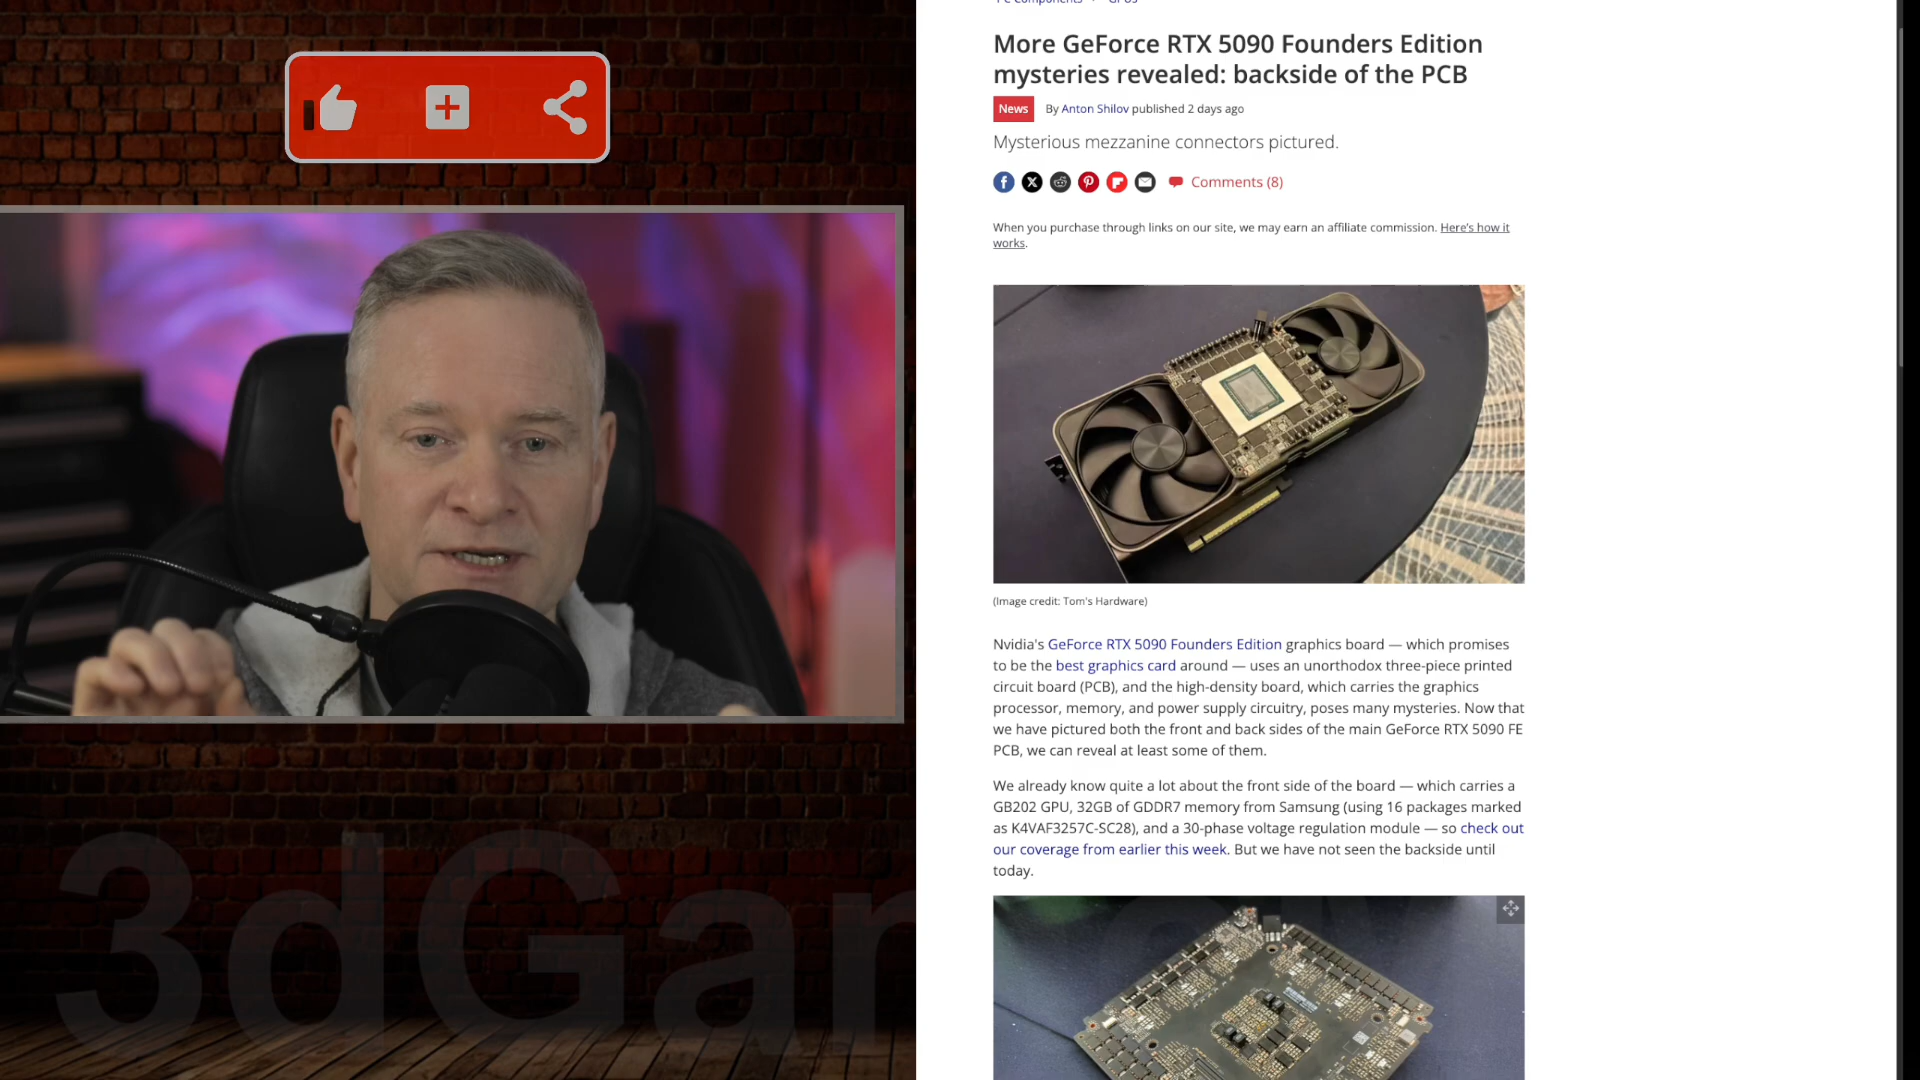 More GeForce RTX 5090 Founders Edition
mysteries revealed: backside of the PCB
News By Anton Shilov published 2 days ago
Mysterious mezzanine connectors pictured.
Comments (8)
When you purchase through links on our site, we may earn an affiliate commission. Here's how it
works.
(Image credit: Tom's Hardware)
Nvidia's GeForce RTX 5090 Founders Edition graphics board — which promises
to be the best graphics card around — uses an unorthodox three-piece printed
circuit board (PCB), and the high-density board, which carries the graphics
processor, memory, and power supply circuitry, poses many mysteries. Now that
we have pictured both the front and back sides of the main GeForce RTX 5090 FE
PCB, we can reveal at least some of them.
We already know quite a lot about the front side of the board — which carries a
GB202 GPU, 32GB of GDDR7 memory from Samsung (using 16 packages marked
as K4VAF3257C-SC28), and a 30-phase voltage regulation module — so check out
our coverage from earlier this week. But we have not seen the backside until
today.
3dGa